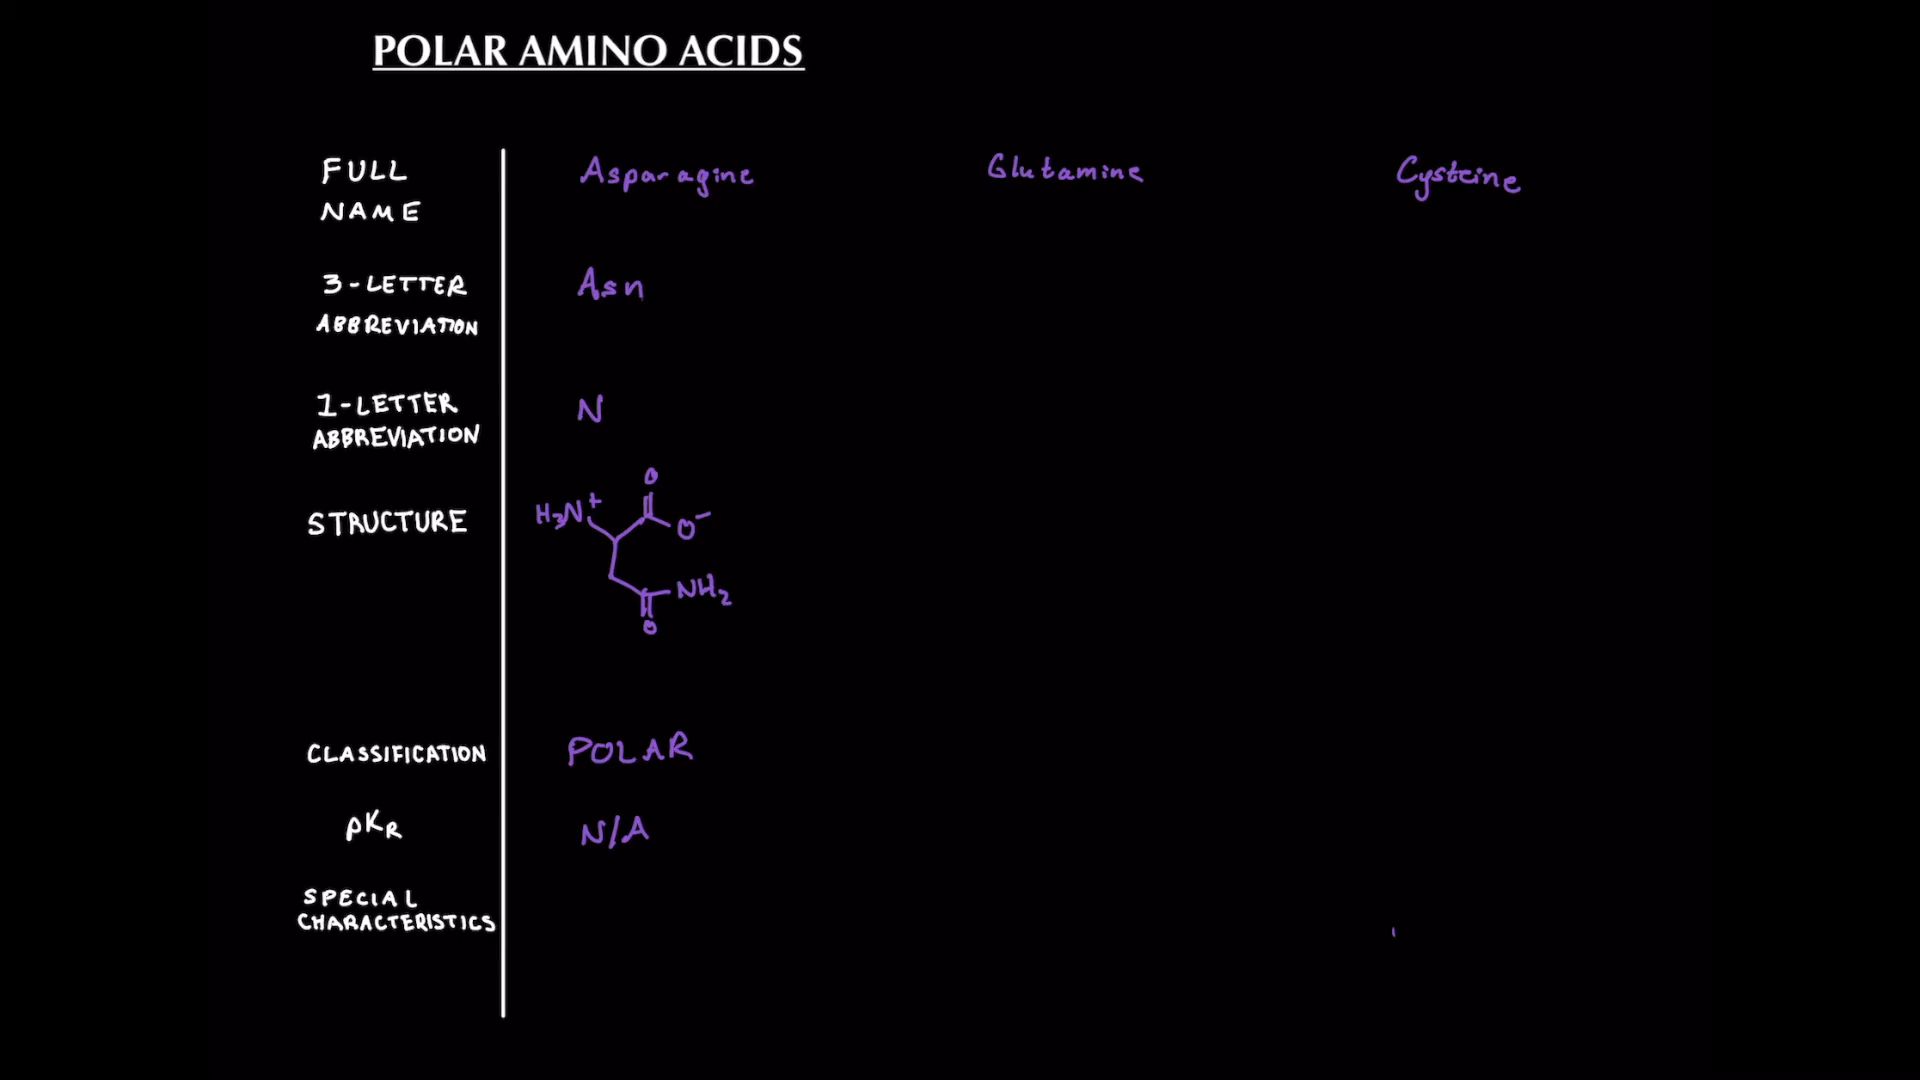 POLAR AMINO ACIDS
FULL NAME
Asparagine
Glutamine
Cysteine
3-LETTER ABBREVIATION
Asn
1-LETTER ABBREVIATION
N
STRUCTURE
O
H3N+
O-
NH2
O
CLASSIFICATION
POLAR
pKR
N/A
SPECIAL CHARACTERISTICS